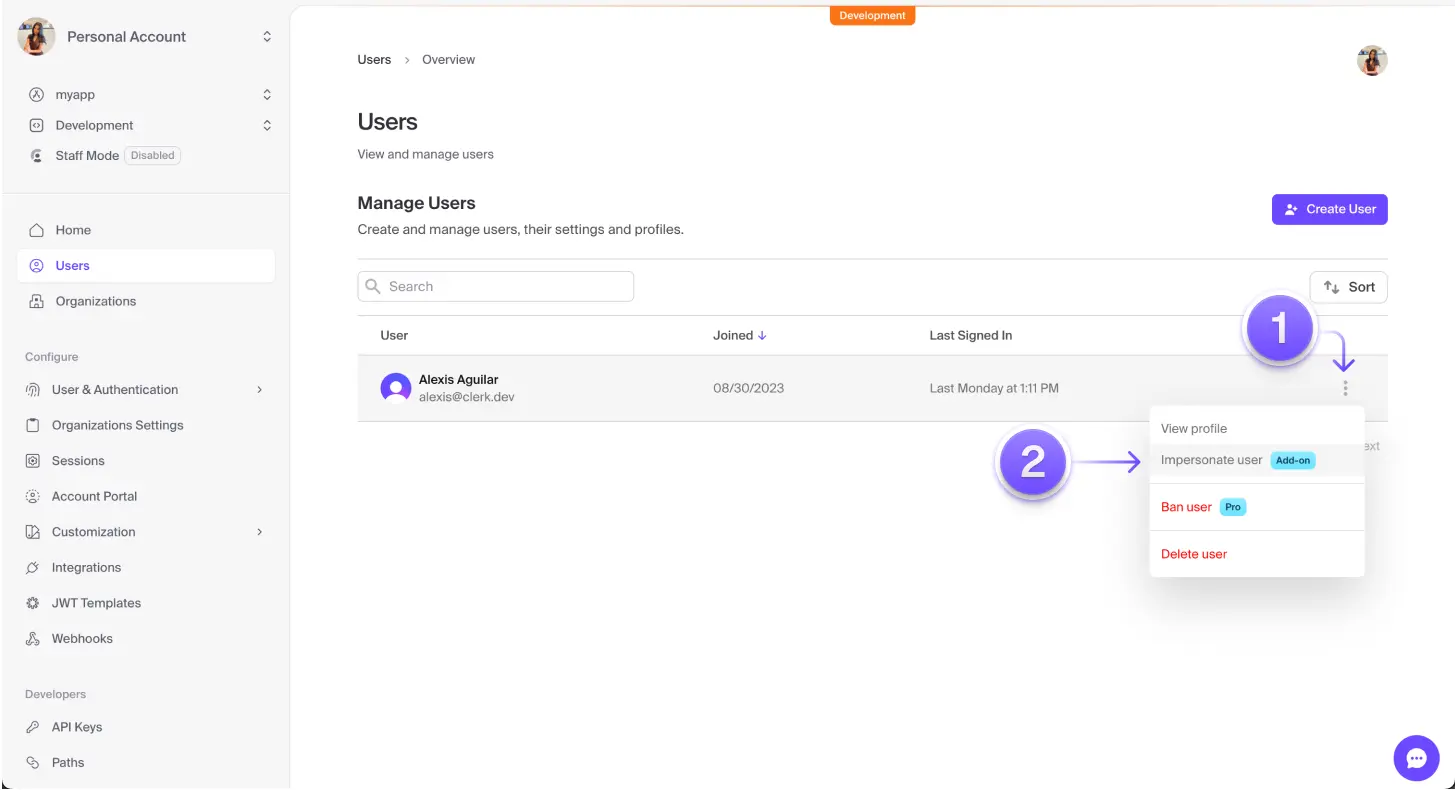 Development
Personal Account
myapp
Development
Staff Mode Disabled
Home
Users
Organizations
Configure
User & Authentication
Organizations Settings
Sessions
Account Portal
Customization
Integrations
JWT Templates
Webhooks
Developers
API Keys
Paths
Users > Overview
Users
View and manage users
Manage Users
Create and manage users, their settings and profiles.
Create User
Search
Sort
User Joined Last Signed In
1
Alexis Aguilar
alexis@clerk.dev
08/30/2023
Last Monday at 1:11 PM
2
View profile
Impersonate user Add-on
Ban user Pro
Delete user